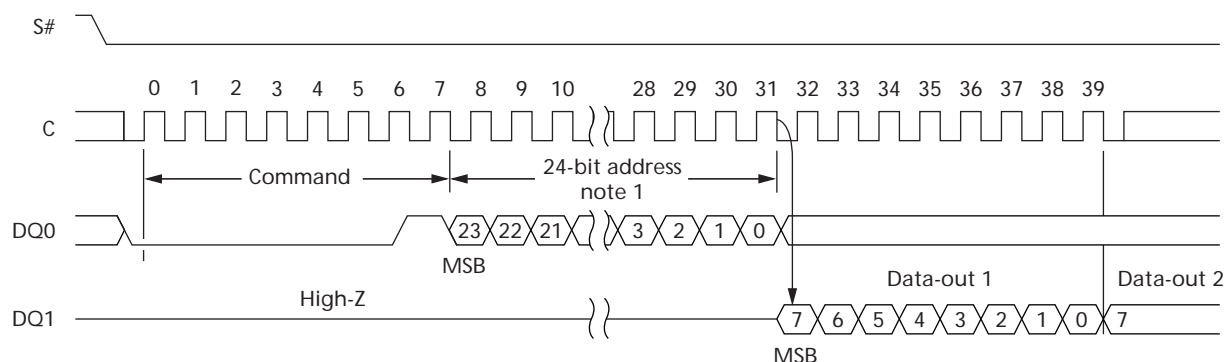 S#
0 1 2 3 4 5 6 7 8 9 10 28 29 30 31 32 33 34 35 36 37 38 39
C
Command
24-bit address
note 1
DQ0
23 22 21 3 2 1 0
MSB
High-Z
Data-out 1
Data-out 2
DQ1
7 6 5 4 3 2 1 0 7
MSB